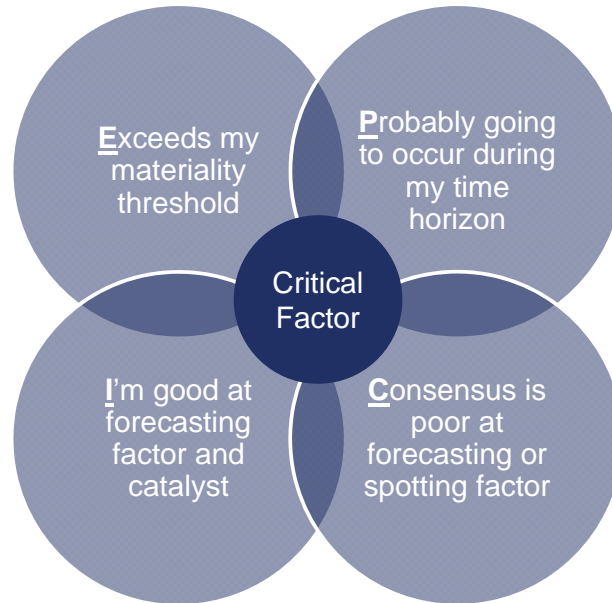 Exceeds my
materiality
threshold
Probably going
to occur during
my time
horizon
Critical
Factor
I'm good at
forecasting
factor and
catalyst
Consensus is
poor at
forecasting or
spotting factor